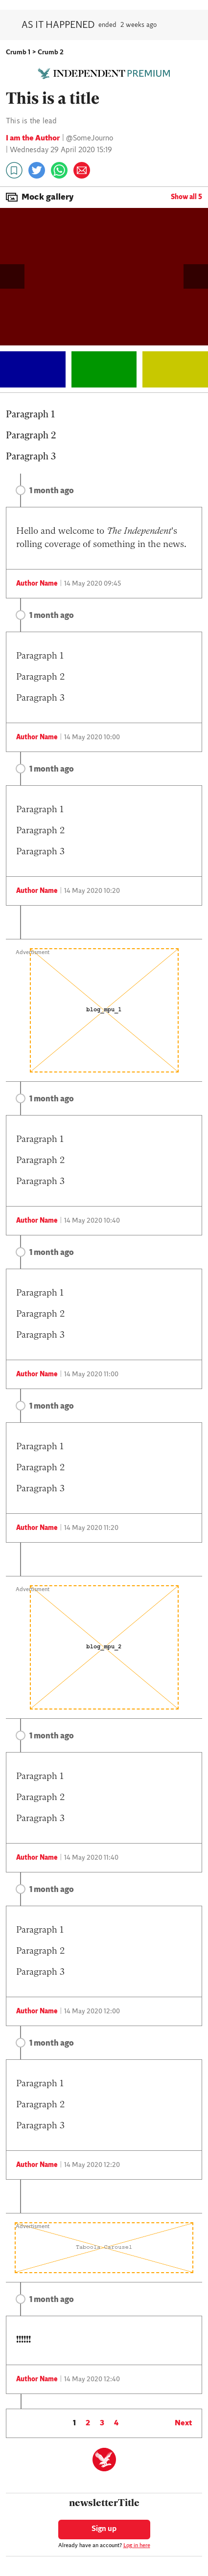 AS IT HAPPENED ended 2 weeks ago
Crumb 1 > Crumb 2
INDEPENDENT PREMIUM
This is a title
This is the lead
I am the Author | @SomeJourno
| Wednesday 29 April 2020 15:19
Mock gallery Show all 5
Paragraph 1
Paragraph 2
Paragraph 3
1 month ago
Hello and welcome to The Independent's
rolling coverage of something in the news.
Author Name | 14 May 2020 09:45
1 month ago
Paragraph 1
Paragraph 2
Paragraph 3
Author Name | 14 May 2020 10:00
1 month ago
Paragraph 1
Paragraph 2
Paragraph 3
Author Name | 14 May 2020 10:20
Advertisment
blog_mpu_1
1 month ago
Paragraph 1
Paragraph 2
Paragraph 3
Author Name | 14 May 2020 10:40
1 month ago
Paragraph 1
Paragraph 2
Paragraph 3
Author Name | 14 May 2020 11:00
1 month ago
Paragraph 1
Paragraph 2
Paragraph 3
Author Name | 14 May 2020 11:20
Advertisment
blog_mpu_2
1 month ago
Paragraph 1
Paragraph 2
Paragraph 3
Author Name | 14 May 2020 11:40
1 month ago
Paragraph 1
Paragraph 2
Paragraph 3
Author Name | 14 May 2020 12:00
1 month ago
Paragraph 1
Paragraph 2
Paragraph 3
Author Name | 14 May 2020 12:20
Advertisment
Taboola Carousel
1 month ago
!!!!!!
Author Name | 14 May 2020 12:40
1 2 3 4 Next
newsletterTitle
Sign up
Already have an account? Log in here